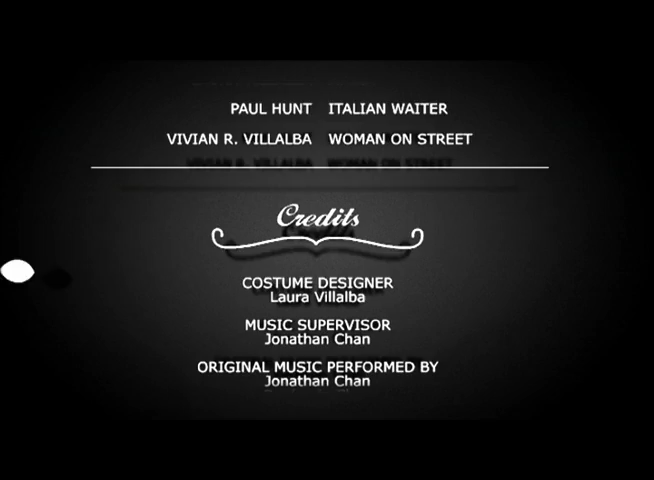 PAUL HUNT ITALIAN WAITER
VIVIAN R. VILLALBA WOMAN ON STREET
Credits
COSTUME DESIGNER
Laura Villalba
MUSIC SUPERVISOR
Jonathan Chan
ORIGINAL MUSIC PERFORMED BY
Jonathan Chan